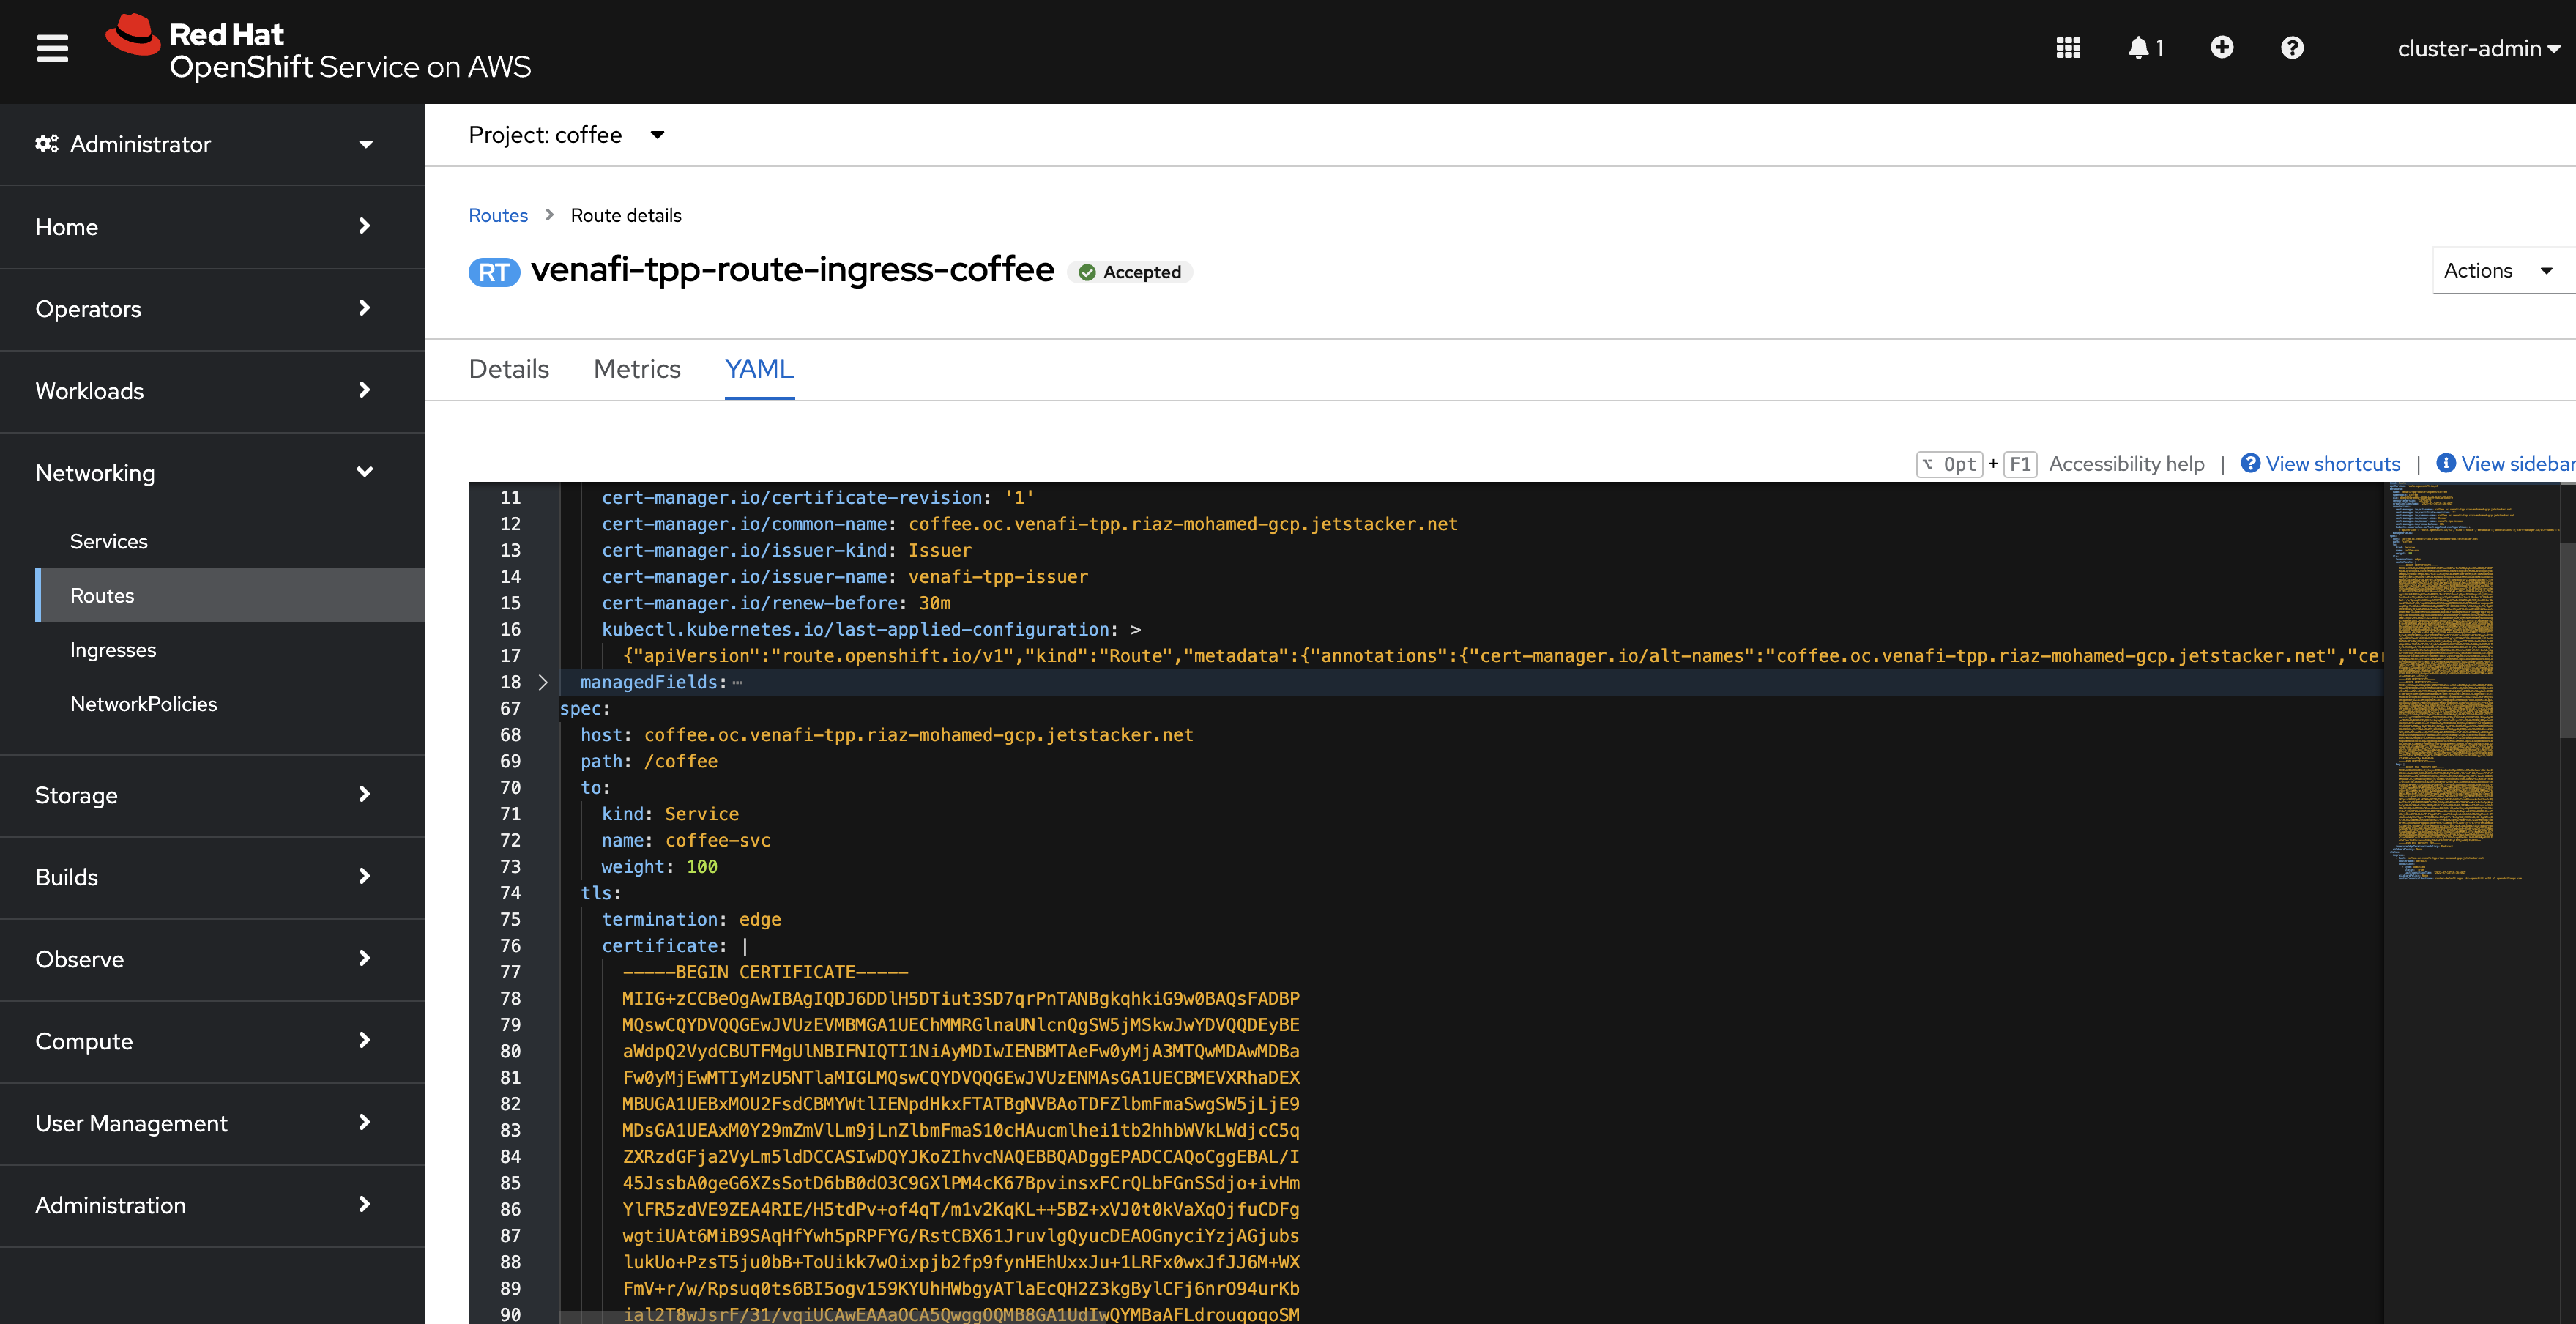 Red Hat
OpenShift Service on AWS
1
cluster-admin
Administrator
Home
Operators
Workloads
Networking
Services
Routes
Ingresses
NetworkPolicies
Storage
Builds
Observe
Compute
User Management
Administration
Project: coffee
Routes > Route details
RT venafi-tpp-route-ingress-coffee Accepted
Actions
Details Metrics YAML
⌥ Opt + F1 Accessibility help | View shortcuts | View sidebar
11 cert-manager.io/certificate-revision: '1'
12 cert-manager.io/common-name: coffee.oc.venafi-tpp.riaz-mohamed-gcp.jetstacker.net
13 cert-manager.io/issuer-kind: Issuer
14 cert-manager.io/issuer-name: venafi-tpp-issuer
15 cert-manager.io/renew-before: 30m
16 kubectl.kubernetes.io/last-applied-configuration: >
17 {"apiVersion":"route.openshift.io/v1","kind":"Route","metadata":{"annotations":{"cert-manager.io/alt-names":"coffee.oc.venafi-tpp.riaz-mohamed-gcp.jetstacker.net","cer
18 managedFields: ⋯
67 spec:
68 host: coffee.oc.venafi-tpp.riaz-mohamed-gcp.jetstacker.net
69 path: /coffee
70 to:
71 kind: Service
72 name: coffee-svc
73 weight: 100
74 tls:
75 termination: edge
76 certificate: |
77 -----BEGIN CERTIFICATE-----
78 MIIG+zCCBeOgAwIBAgIQDJ6DDlH5DTiut3SD7qrPnTANBgkqhkiG9w0BAQsFADBP
79 MQswCQYDVQQGEwJVUzEVMBMGA1UEChMMRGlnaUNlcnQgSW5jMSkwJwYDVQQDEyBE
80 aWdpQ2VydCBUTFMgUlNBIFNIQTI1NiAyMDIwIENBMTAeFw0yMjA3MTQwMDAwMDBa
81 Fw0yMjEwMTIyMzU5NTlaMIGLMQswCQYDVQQGEwJVUzENMAsGA1UECBMEVXRhaDEX
82 MBUGA1UEBxMOU2FsdCBMYWtlIENpdHkxFTATBgNVBAoTDFZlbmFmaSwgSW5jLjE9
83 MDsGA1UEAxM0Y29mZmVlLm9jLnZlbmFmaS10cHAucmlhei1tb2hhbWVkLWdjcC5q
84 ZXRzdGFja2VyLm5ldDCCASIwDQYJKoZIhvcNAQEBBQADggEPADCCAQoCggEBAL/I
85 45JssbA0geG6XZsSotD6bB0dO3C9GXlPM4cK67BpvinsxFCrQLbFGnSSdjo+ivHm
86 YlFR5zdVE9ZEA4RIE/H5tdPv+of4qT/m1v2KqKL++5BZ+xVJ0t0kVaXqOjfuCDFg
87 wgtiUAt6MiB9SAqHfYwh5pRPFYG/RstCBX61JruvlgQyucDEAOGnyciYzjAGjubs
88 lukUo+PzsT5ju0bB+ToUikk7wOixpjb2fp9fynHEhUxxJu+1LRFx0wxJfJJ6M+WX
89 FmV+r/w/Rpsuq0ts6BI5ogv159KYUhHWbgyATlaEcQH2Z3kgBylCFj6nrO94urKb
90 ial2T8wJsrF/31/vqiUCAwEAAaOCA5QwggOQMB8GA1UdIwQYMBaAFLdrouqoqoSM